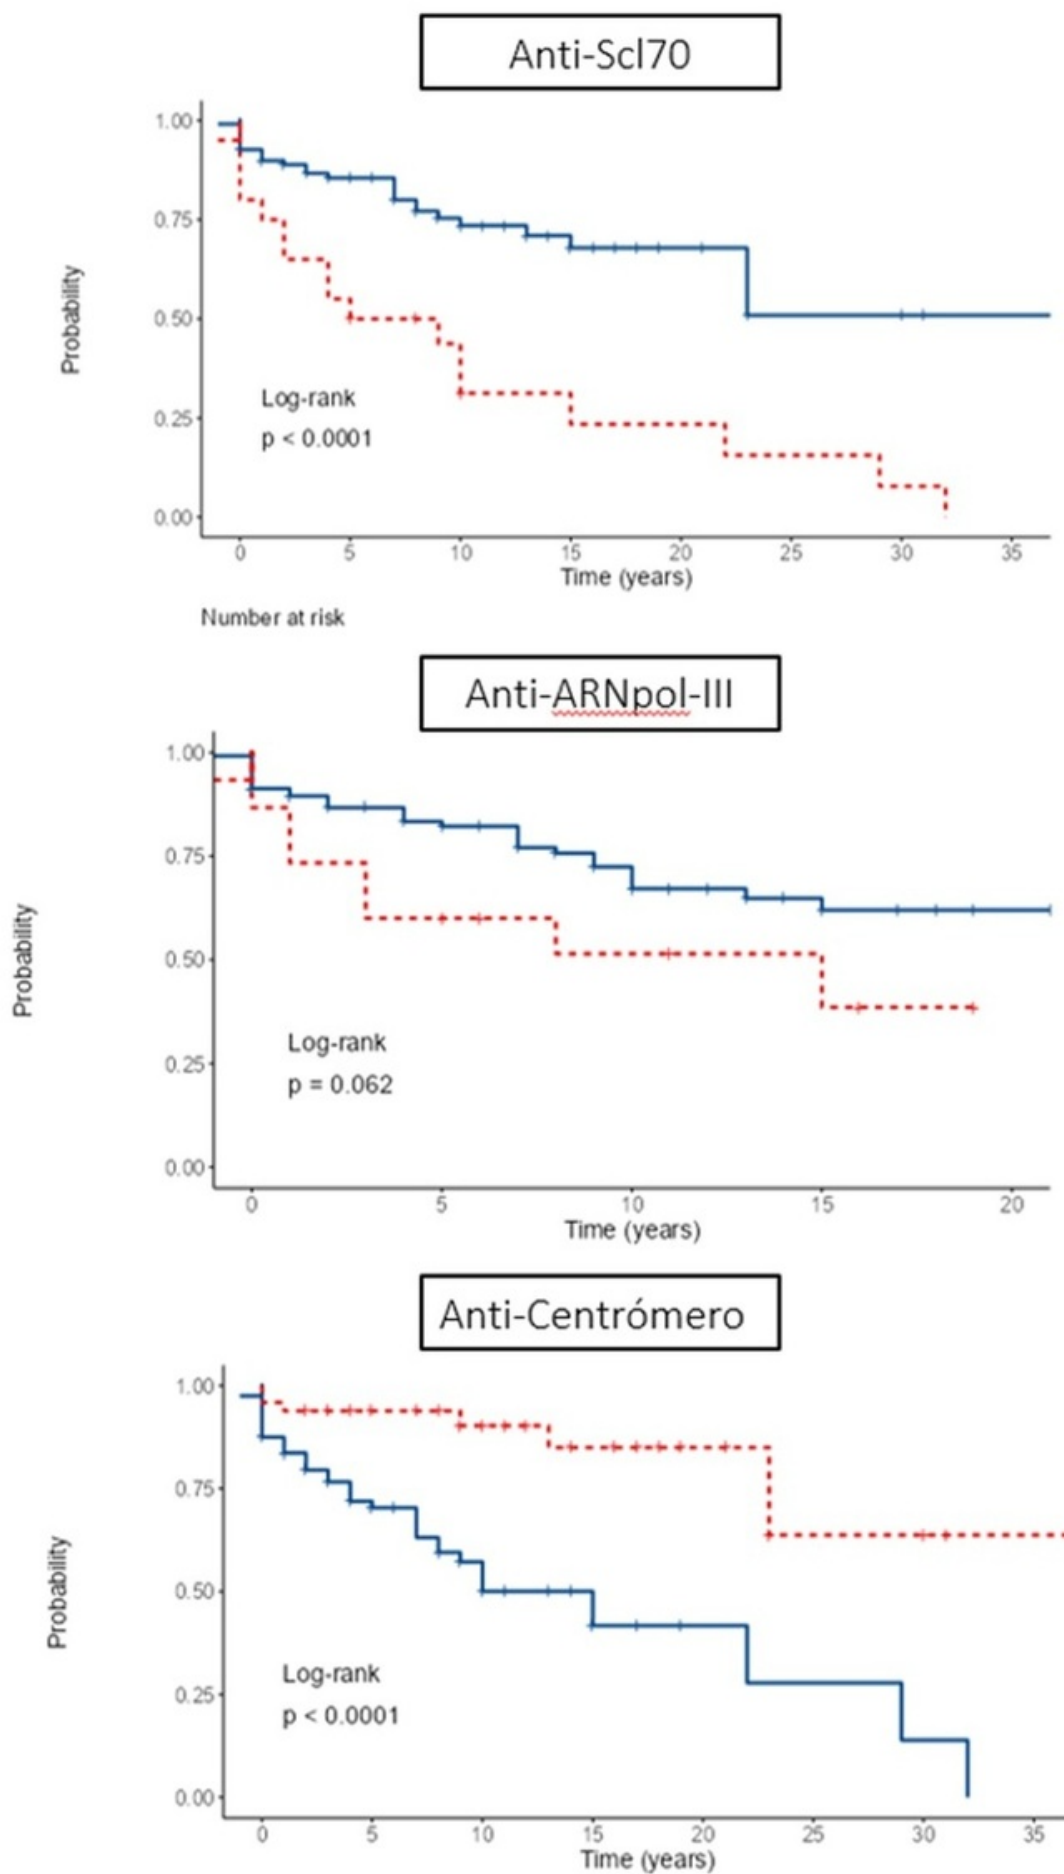 Anti-Scl70
1.00
0.75
0.50
0.25
0.00
Probability
Log-rank
p < 0.0001
0 5 10 15 20 25 30 35
Time (years)
Number at risk
Anti-ARNpol-III
1.00
0.75
0.50
0.25
0.00
Probability
Log-rank
p = 0.062
0 5 10 15 20
Time (years)
Anti-Centrómero
1.00
0.75
0.50
0.25
0.00
Probability
Log-rank
p < 0.0001
0 5 10 15 20 25 30 35
Time (years)